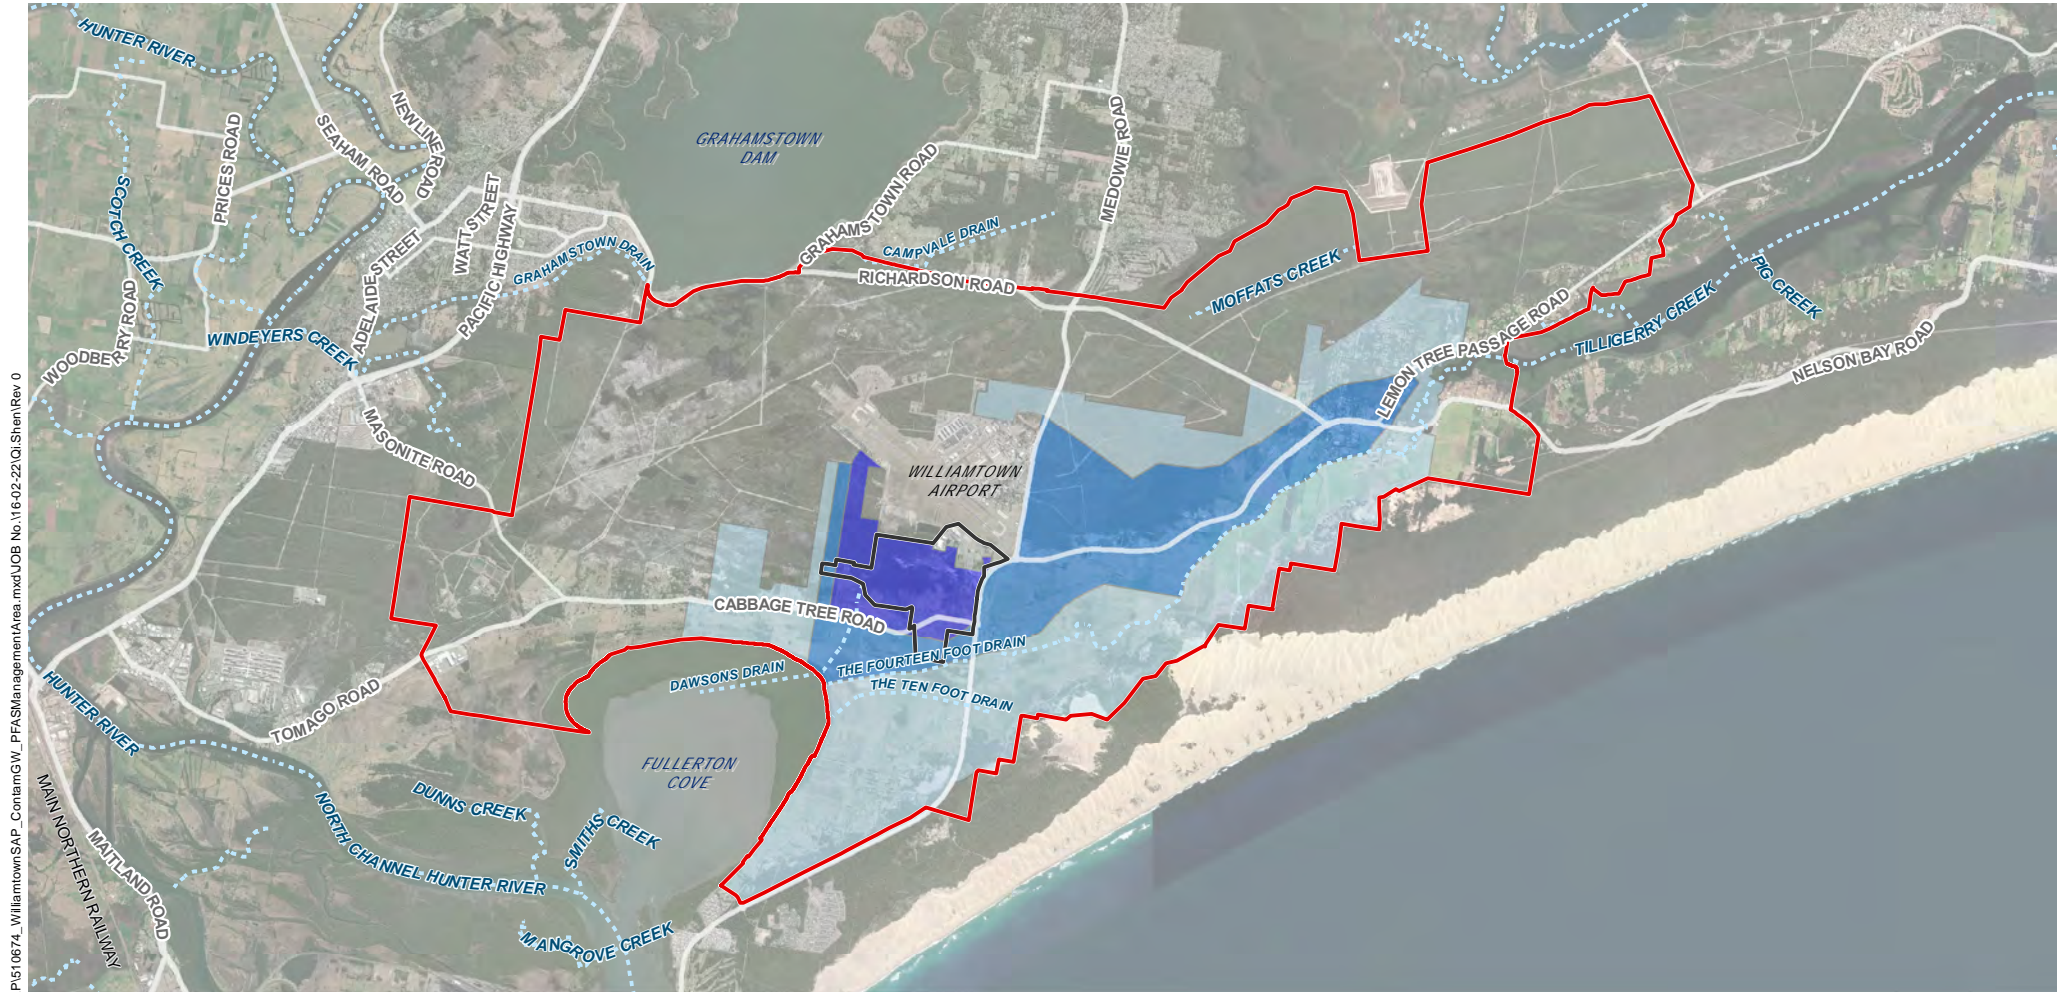 HUNTER RIVER
SCOTCH CREEK
PRICES ROAD
SEAHAM ROAD
NEWLINE ROAD
WATT STREET
PACIFIC HIGHWAY
ADELAIDE STREET
GRAHAMSTOWN DRAIN
GRAHAMSTOWN
DAM
GRAHAMSTOWN ROAD
MEDOWIE ROAD
CAMPVALE DRAIN
RICHARDSON ROAD
MOFFATS CREEK
PIG CREEK
TILLIGERRY CREEK
LEMON TREE PASSAGE ROAD
NELSON BAY ROAD
WOODBERRY ROAD
WINDEYERS CREEK
MASONITE ROAD
WILLIAMTOWN
AIRPORT
CABBAGE TREE ROAD
THE FOURTEEN FOOT DRAIN
DAWSONS DRAIN
THE TEN FOOT DRAIN
TOMAGO ROAD
HUNTER RIVER
FULLERTON
COVE
DUNNS CREEK
SMITHS CREEK
NORTH CHANNEL HUNTER RIVER
MANGROVE CREEK
MAITLAND ROAD
MAIN NORTHERN RAILWAY
P\510674_WilliamtownSAP_ContamGW_PFASManagementArea.mxd\JOB No.\16-02-22\Qi.Shen\Rev 0